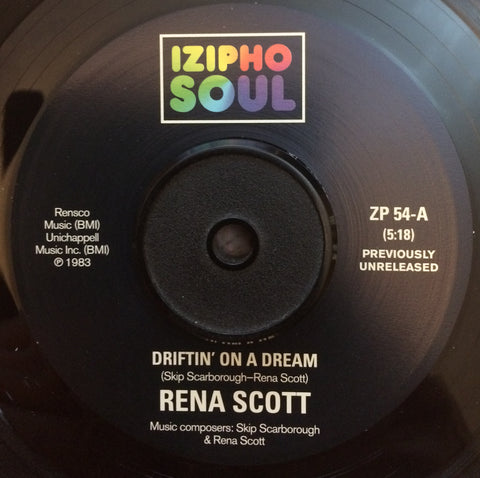 IZIPHO
SOUL
Rensco
Music (BMI)
Unichappell
Music Inc. (BMI)
℗ 1983
ZP 54-A
(5:18)
PREVIOUSLY
UNRELEASED
DRIFTIN' ON A DREAM
(Skip Scarborough–Rena Scott)
RENA SCOTT
Music composers: Skip Scarborough
& Rena Scott